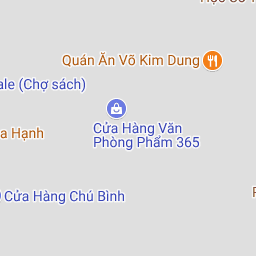 Quán Ăn Võ Kim Dung
ale (Chợ sách)
Cửa Hàng Văn
Phòng Phẩm 365
a Hạnh
Cửa Hàng Chú Bình